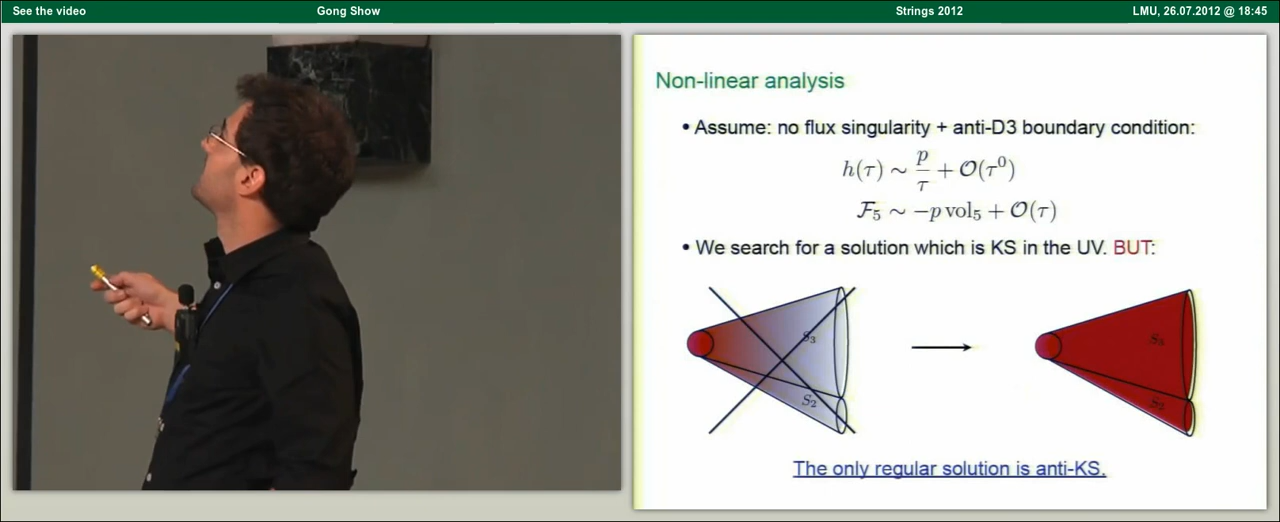 See the video Gong Show Strings 2012 LMU, 26.07.2012 @ 18:45
Non-linear analysis
• Assume: no flux singularity + anti-D3 boundary condition:
h(τ) ∼ p/τ + O(τ⁰)
F₅ ∼ −p vol₅ + O(τ)
• We search for a solution which is KS in the UV. BUT:
S₃ S₃
S₂ S₂
The only regular solution is anti-KS.